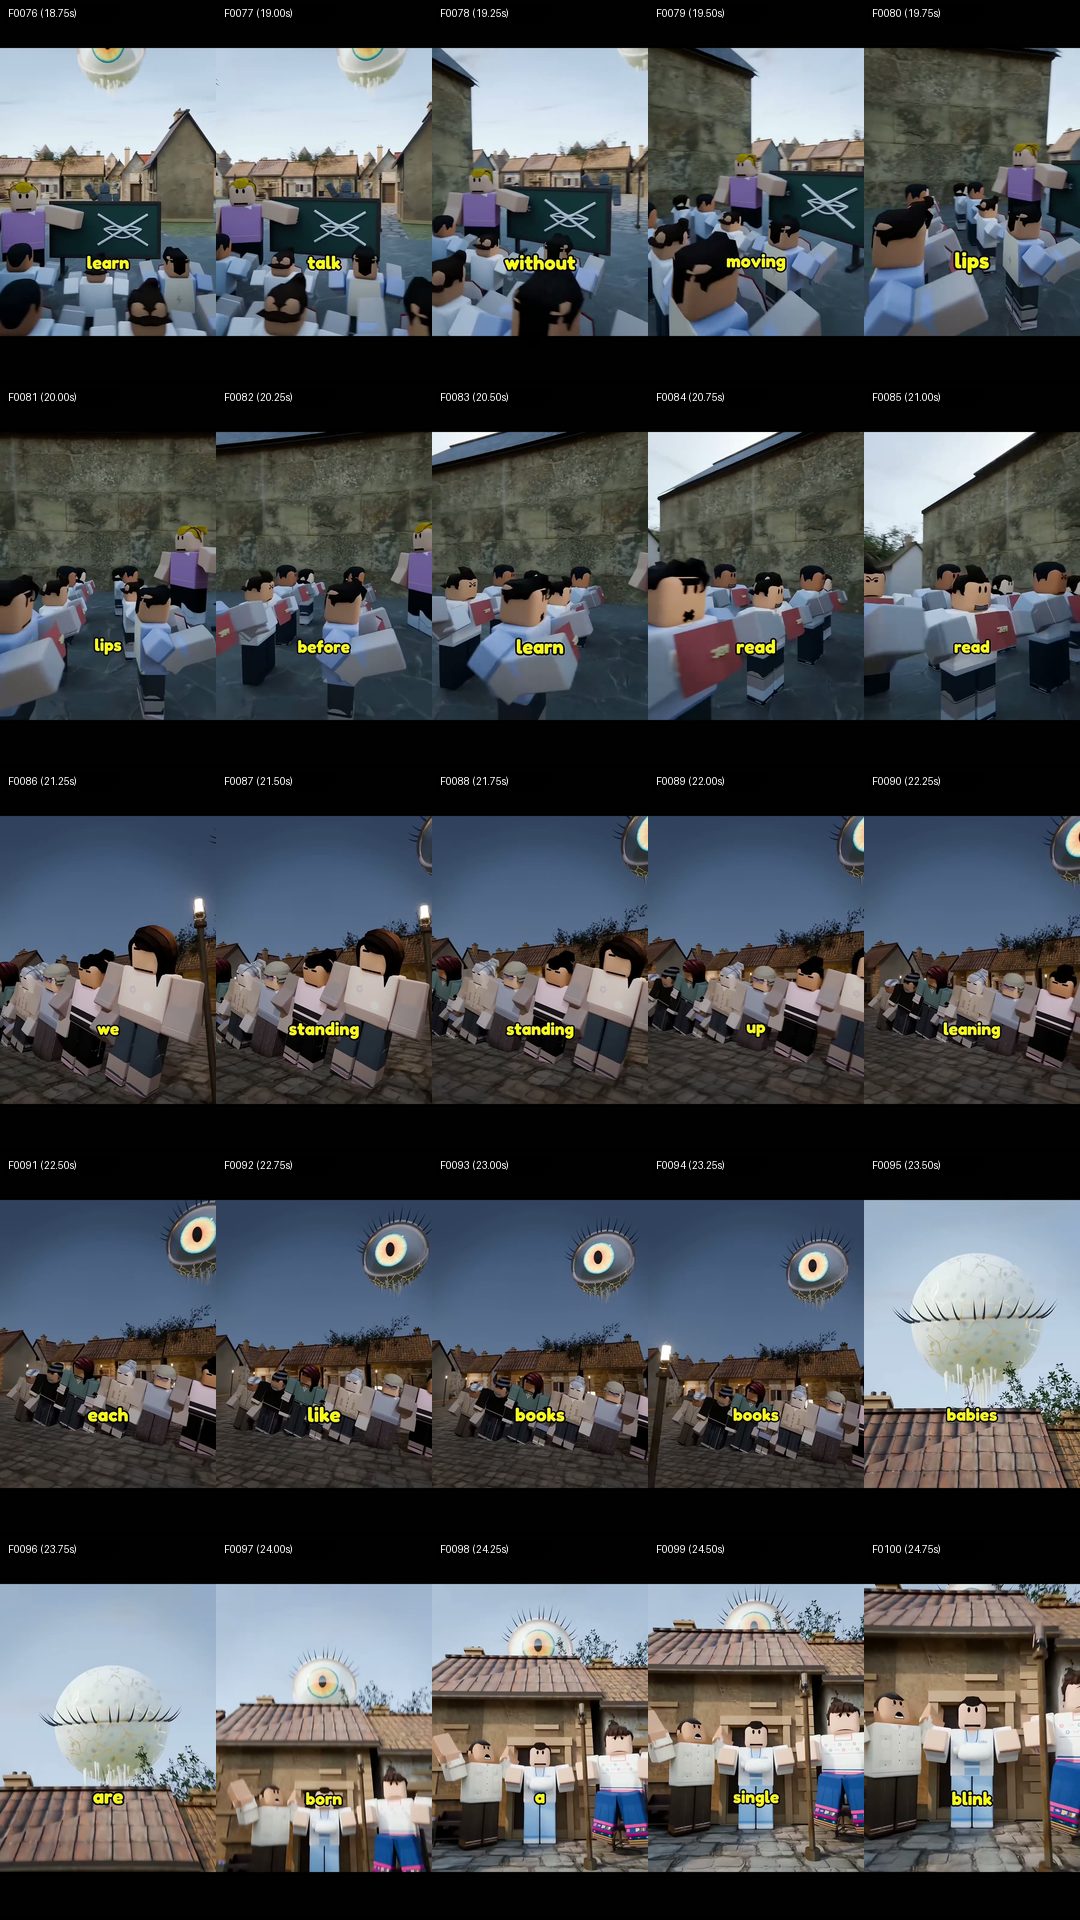 F0076 (18.75s) F0077 (19.00s) F0078 (19.25s) F0079 (19.50s) F0080 (19.75s)
learn talk without moving lips
F0081 (20.00s) F0082 (20.25s) F0083 (20.50s) F0084 (20.75s) F0085 (21.00s)
lips before learn read read
F0086 (21.25s) F0087 (21.50s) F0088 (21.75s) F0089 (22.00s) F0090 (22.25s)
we standing standing up leaning
F0091 (22.50s) F0092 (22.75s) F0093 (23.00s) F0094 (23.25s) F0095 (23.50s)
each like books books babies
F0096 (23.75s) F0097 (24.00s) F0098 (24.25s) F0099 (24.50s) F0100 (24.75s)
are born a single blink